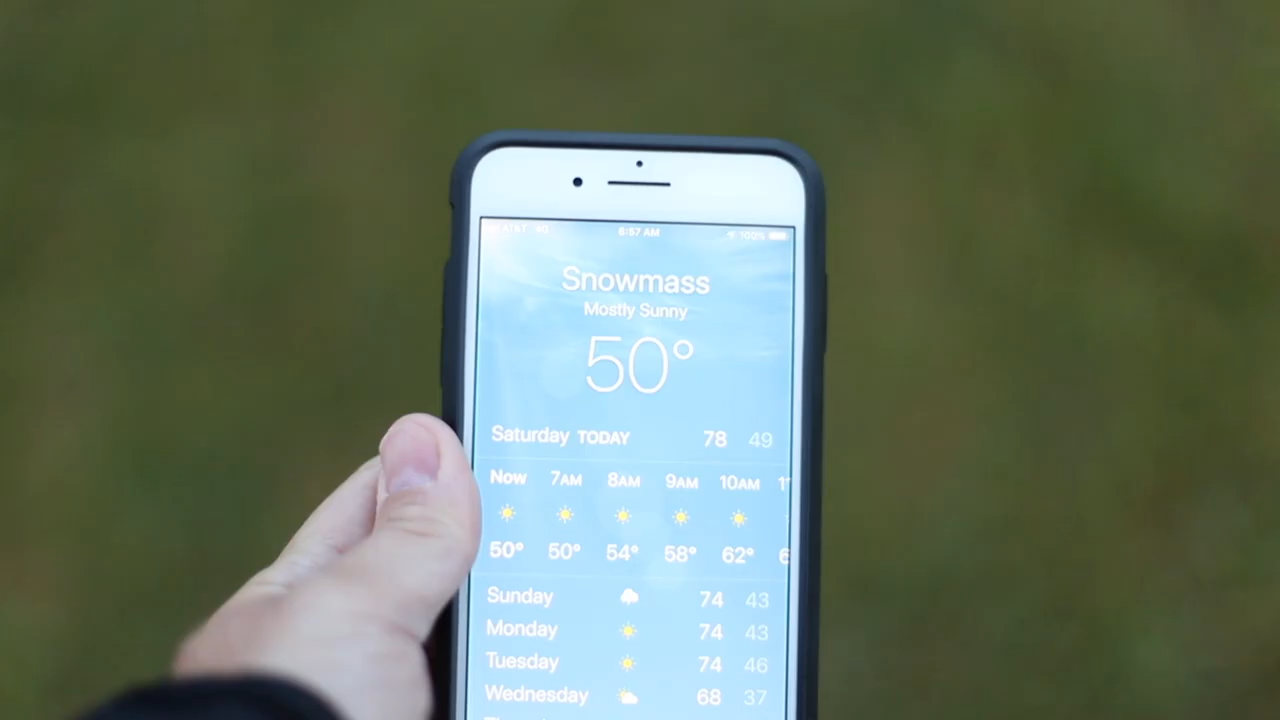 AT&T 4G 6:57 AM 100%
Snowmass
Mostly Sunny
50°
Saturday TODAY 78 49
Now 7AM 8AM 9AM 10AM
50° 50° 54° 58° 62°
Sunday 74 43
Monday 74 43
Tuesday 74 46
Wednesday 68 37